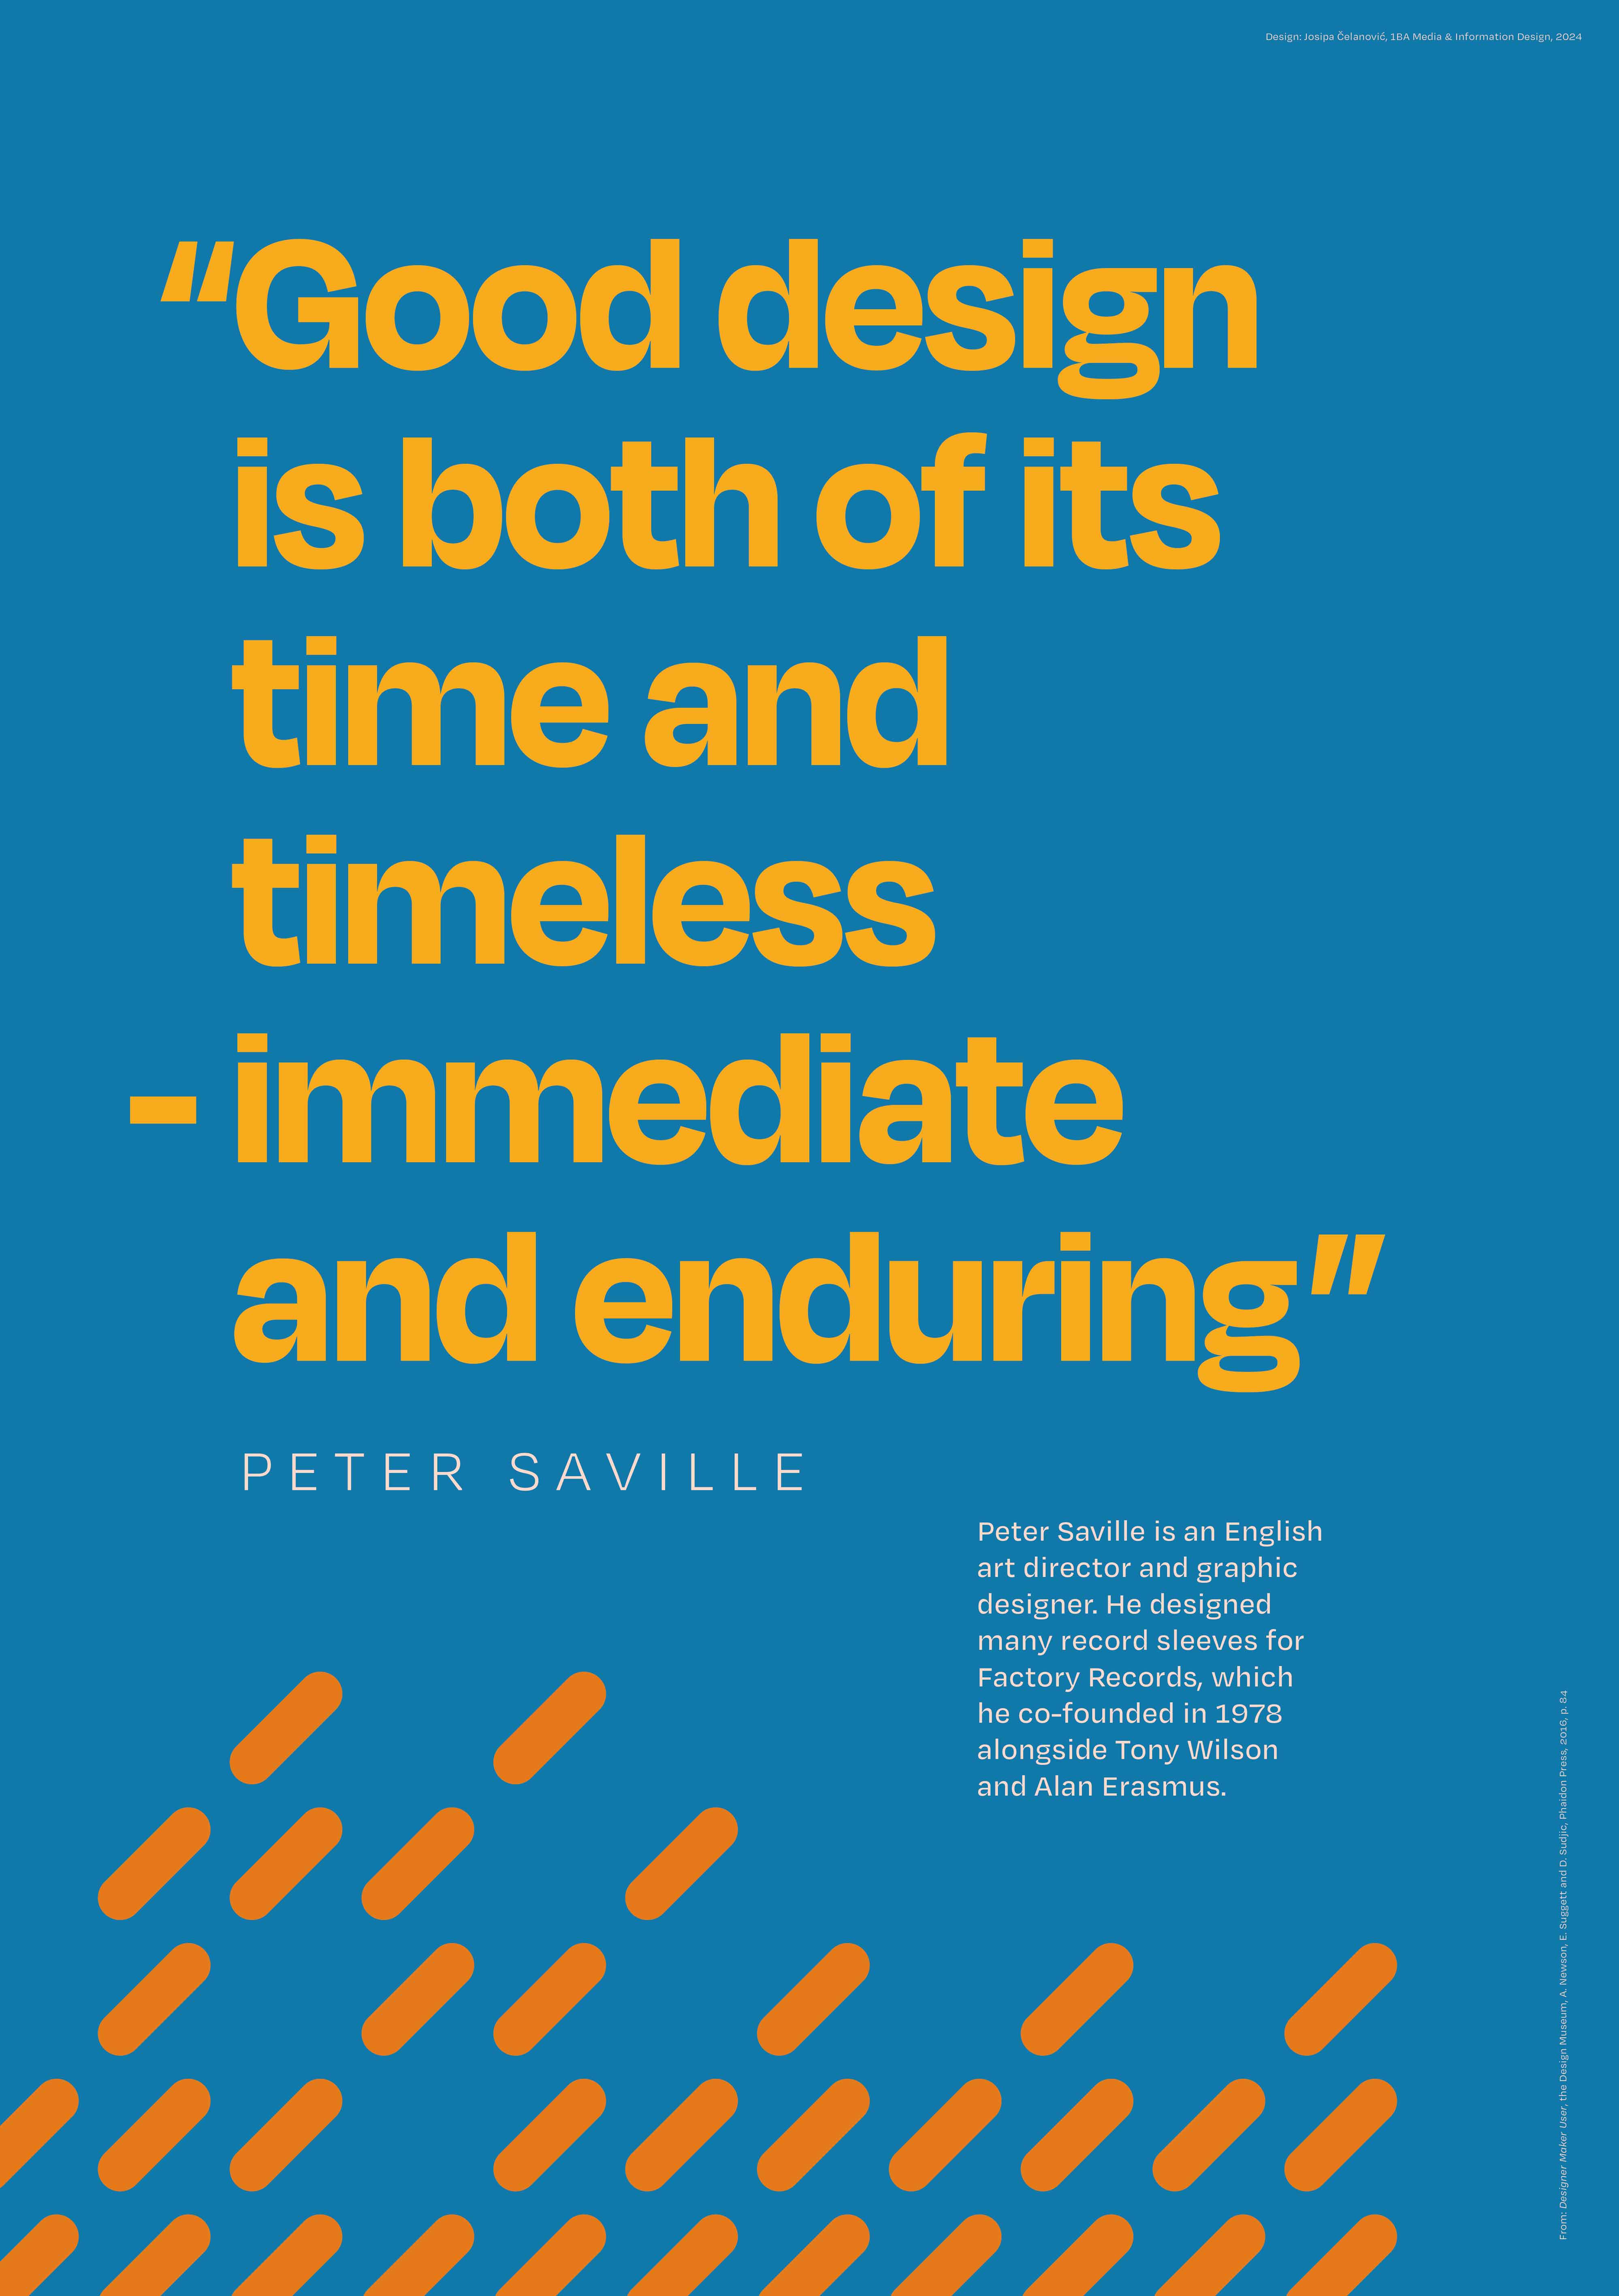 Design: Josipa Čelanović, 1BA Media & Information Design, 2024
“Good design
is both of its
time and
timeless
- immediate
and enduring”
PETER SAVILLE
Peter Saville is an English
art director and graphic
designer. He designed
many record sleeves for
Factory Records, which
he co-founded in 1978
alongside Tony Wilson
and Alan Erasmus.
From: Designer Maker User, the Design Museum, A. Newson, E. Suggett and D. Sudjic, Phaidon Press, 2016, p. 84